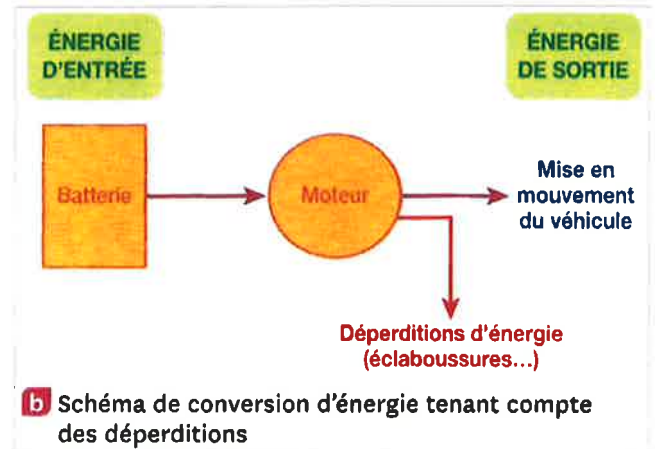 ÉNERGIE
D'ENTRÉE
ÉNERGIE
DE SORTIE
Batterie
Moteur
Mise en
mouvement
du véhicule
Déperditions d'énergie
(éclaboussures...)
b Schéma de conversion d'énergie tenant compte
des déperditions